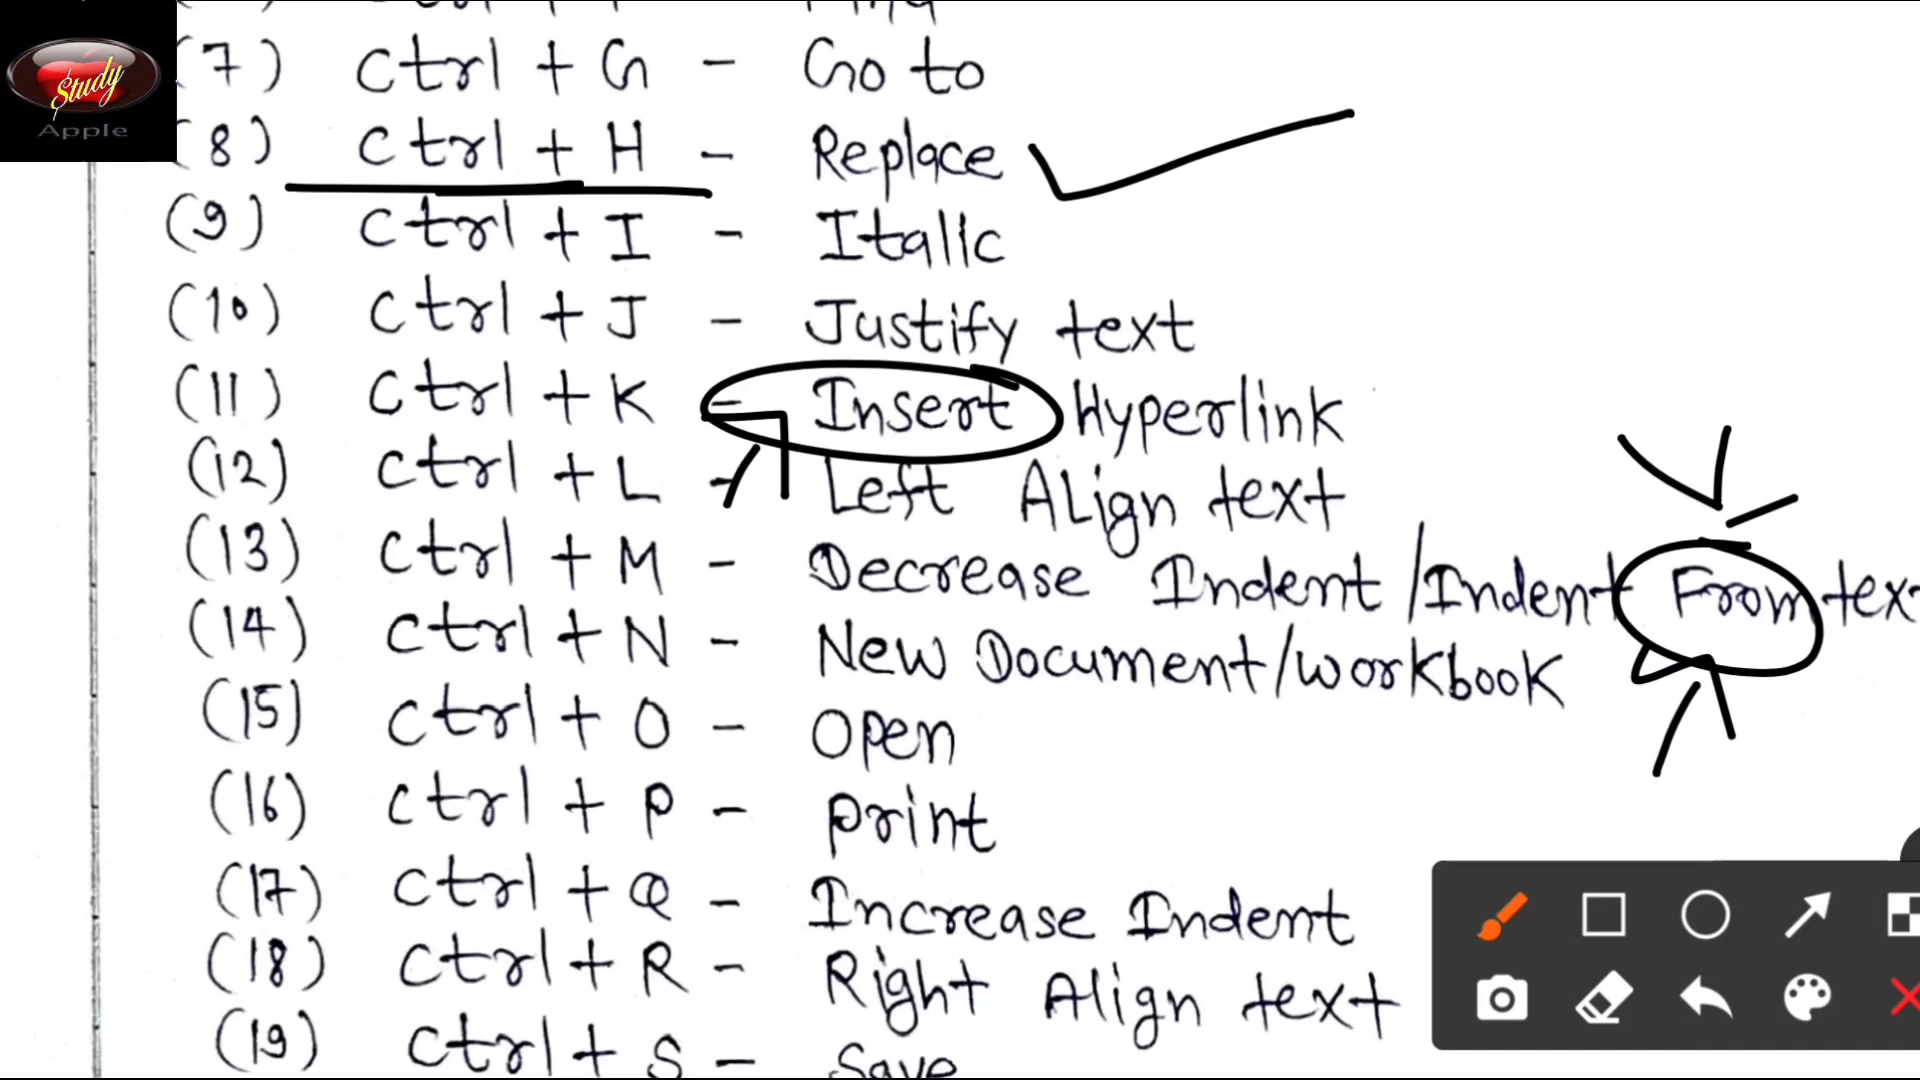 Study
Apple
(7) Ctrl + G - Go to
(8) Ctrl + H - Replace
(9) Ctrl + I - Italic
(10) Ctrl + J - Justify text
(11) Ctrl + K - Insert Hyperlink
(12) Ctrl + L - Left Align text
(13) Ctrl + M - Decrease Indent / Indent From tex
(14) Ctrl + N - New Document/workbook
(15) Ctrl + O - Open
(16) Ctrl + P - Print
(17) Ctrl + Q - Increase Indent
(18) Ctrl + R - Right Align text
(19) Ctrl + S - Save